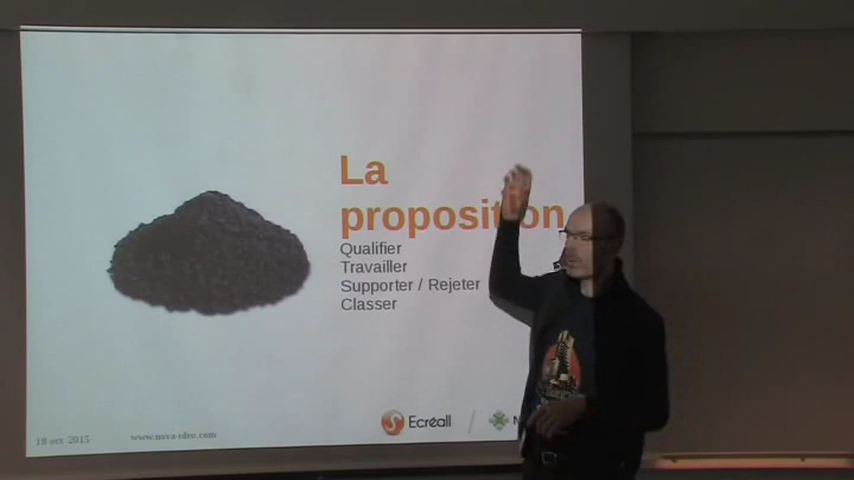 La
proposition
Qualifier
Travailler
Supporter / Rejeter
Classer
18 oct. 2015
www.nova-ideo.com
Ecréall
N